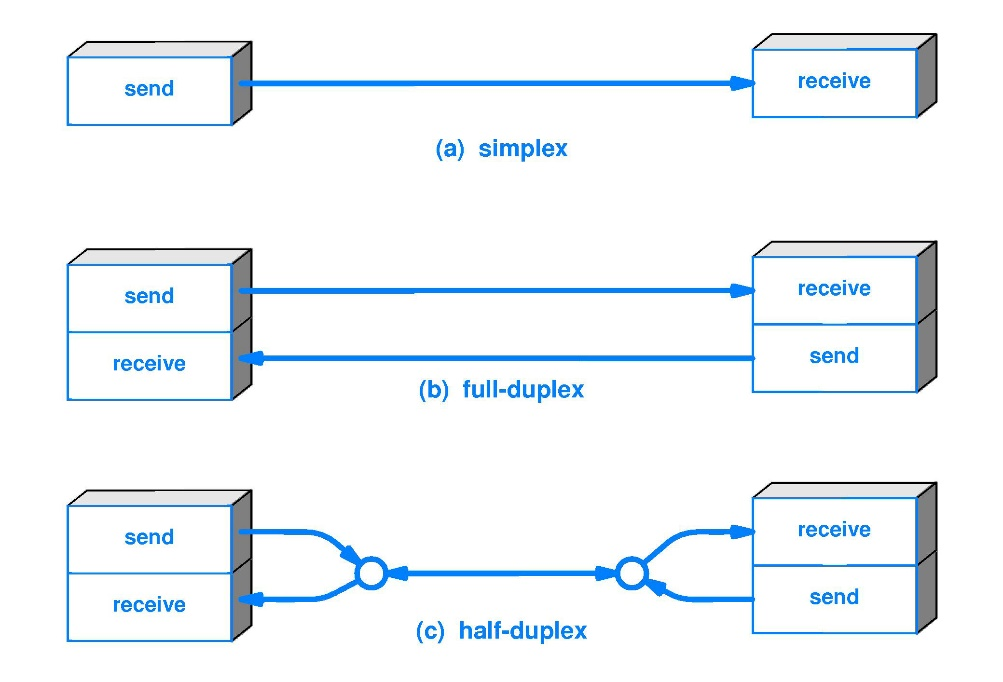 send
receive
(a) simplex
send
receive
receive
send
(b) full-duplex
send
receive
receive
send
(c) half-duplex